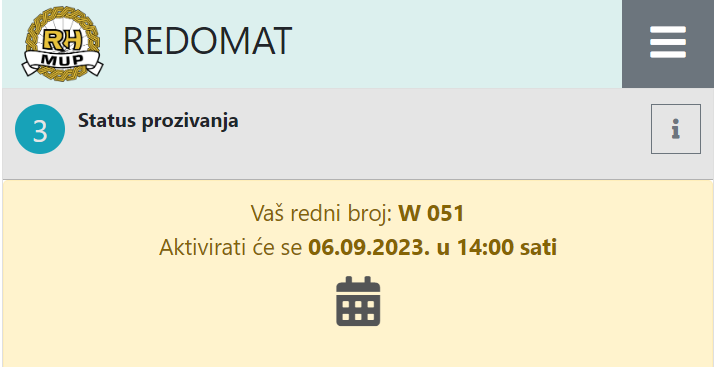 RH
MUP
REDOMAT
3
Status prozivanja
i
Vaš redni broj: W 051
Aktivirati će se 06.09.2023. u 14:00 sati